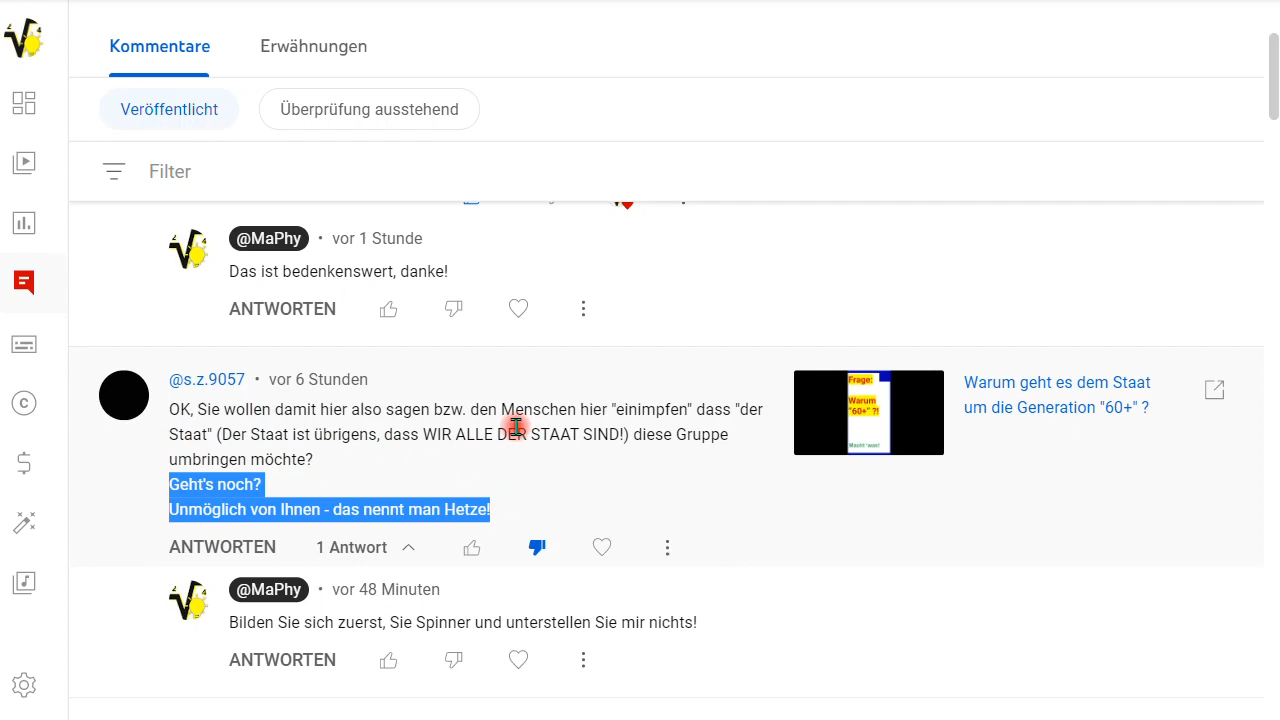 Kommentare
Erwähnungen
Veröffentlicht
Überprüfung ausstehend
Filter
@MaPhy • vor 1 Stunde
Das ist bedenkenswert, danke!
ANTWORTEN
@s.z.9057 • vor 6 Stunden
OK, Sie wollen damit hier also sagen bzw. den Menschen hier "einimpfen" dass "der
Staat" (Der Staat ist übrigens, dass WIR ALLE DER STAAT SIND!) diese Gruppe
umbringen möchte?
Geht's noch?
Unmöglich von Ihnen - das nennt man Hetze!
ANTWORTEN
1 Antwort
Frage:
Warum
"60+" ?!
Macht 'was!
Warum geht es dem Staat
um die Generation "60+" ?
@MaPhy • vor 48 Minuten
Bilden Sie sich zuerst, Sie Spinner und unterstellen Sie mir nichts!
ANTWORTEN